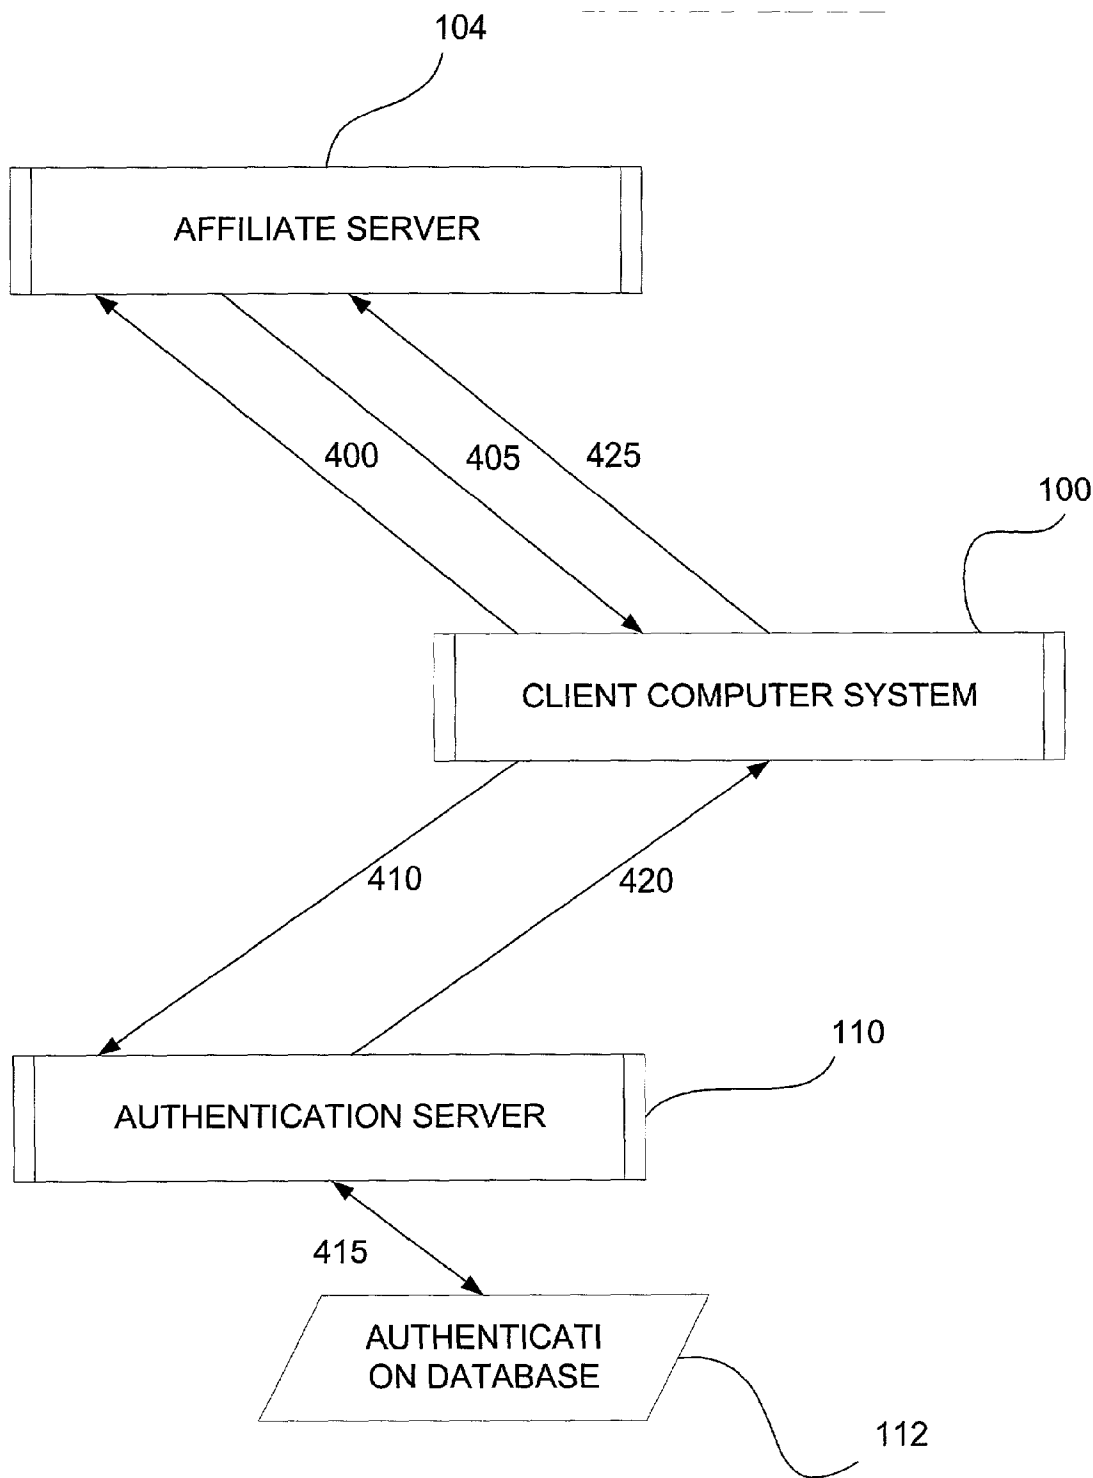 104
AFFILIATE SERVER
400
405
425
100
CLIENT COMPUTER SYSTEM
410
420
110
AUTHENTICATION SERVER
415
AUTHENTICATI
ON DATABASE
112